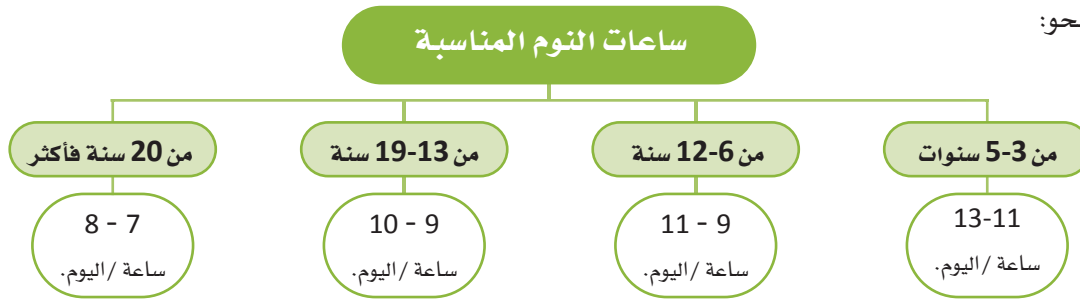 حو:
ساعات النوم المناسبة
من 3-5 سنوات
من 6-12 سنة
من 13-19 سنة
من 20 سنة فأكثر
11-13
ساعة /اليوم.
9 - 11
ساعة /اليوم.
9 - 10
ساعة /اليوم.
7 - 8
ساعة /اليوم.